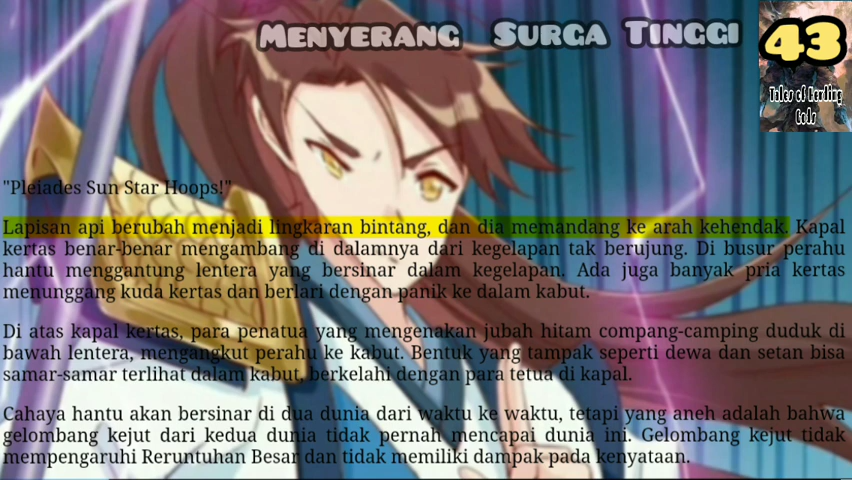 MENYERANG SURGA TINGGI
43
Tales of Herding
Gods
"Pleiades Sun Star Hoops!"
Lapisan api berubah menjadi lingkaran bintang, dan dia memandang ke arah kehendak. Kapal
kertas benar-benar mengambang di dalamnya dari kegelapan tak berujung. Di busur perahu
hantu menggantung lentera yang bersinar dalam kegelapan. Ada juga banyak pria kertas
menunggang kuda kertas dan berlari dengan panik ke dalam kabut.
Di atas kapal kertas, para penatua yang mengenakan jubah hitam compang-camping duduk di
bawah lentera, mengangkut perahu ke kabut. Bentuk yang tampak seperti dewa dan setan bisa
samar-samar terlihat dalam kabut, berkelahi dengan para tetua di kapal.
Cahaya hantu akan bersinar di dua dunia dari waktu ke waktu, tetapi yang aneh adalah bahwa
gelombang kejut dari kedua dunia tidak pernah mencapai dunia ini. Gelombang kejut tidak
mempengaruhi Reruntuhan Besar dan tidak memiliki dampak pada kenyataan.